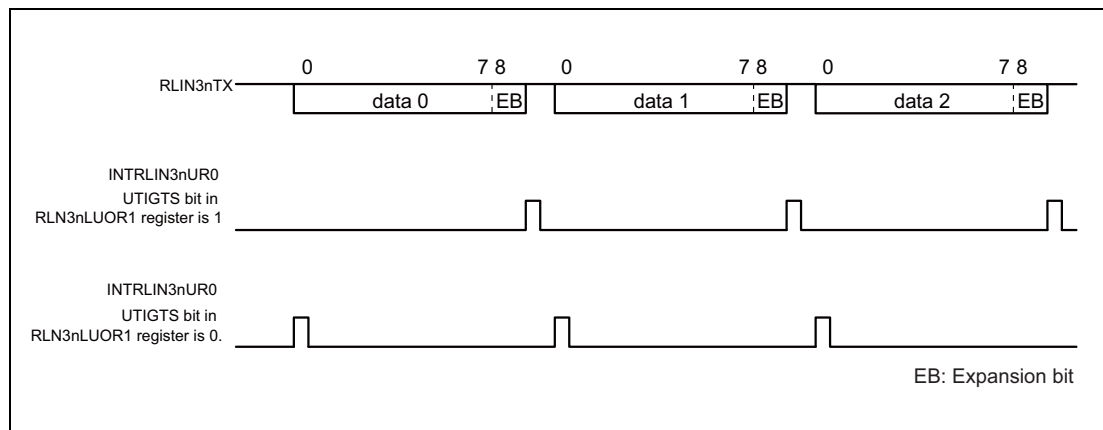 0 7 8 0 7 8 0 7 8
RLIN3nTX data 0 EB data 1 EB data 2 EB
INTRLIN3nUR0
UTIGTS bit in
RLN3nLUOR1 register is 1
INTRLIN3nUR0
UTIGTS bit in
RLN3nLUOR1 register is 0.
EB: Expansion bit